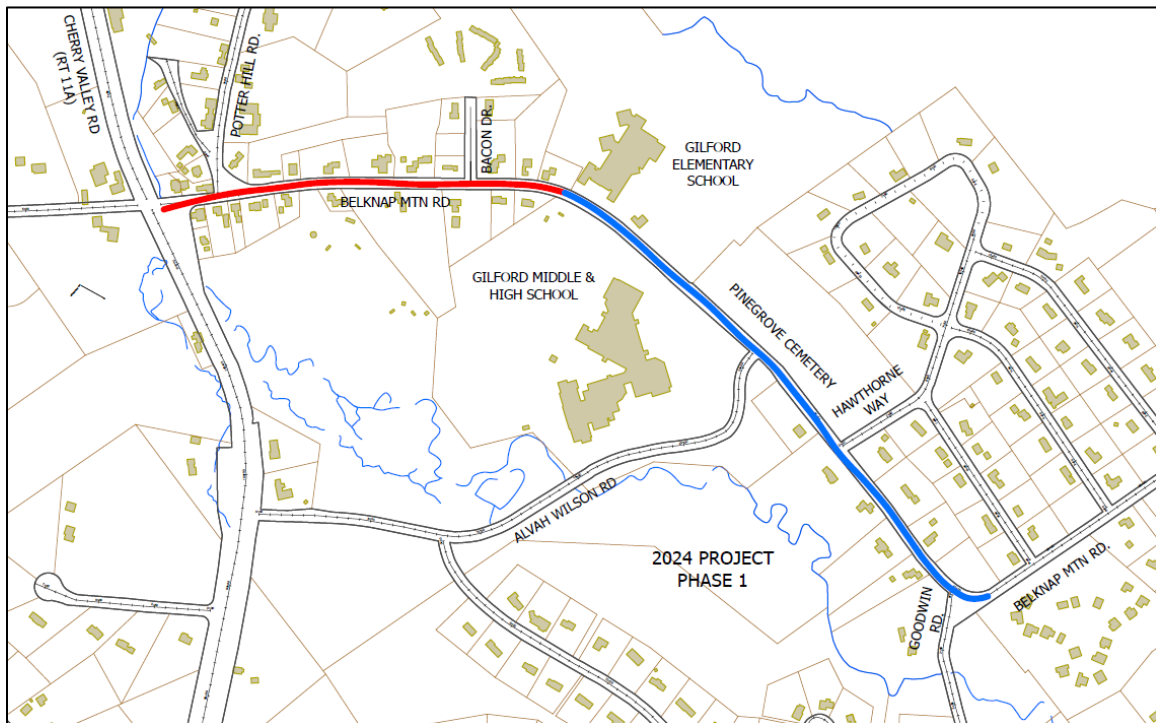 CHERRY VALLEY RD
(RT 11A)
POTTER HILL RD.
BACON DR.
GILFORD
ELEMENTARY
SCHOOL
BELKNAP MTN RD
GILFORD MIDDLE &
HIGH SCHOOL
PINEGROVE CEMETERY
HAWTHORNE
WAY
ALVAH WILSON RD
2024 PROJECT
PHASE 1
GOODWIN
RD.
BELKNAP MTN RD.